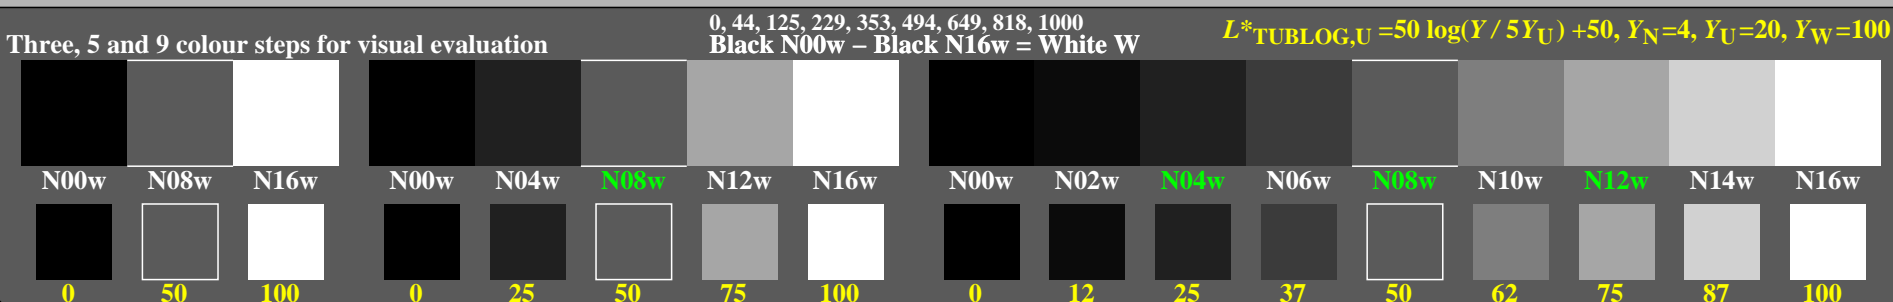 Three, 5 and 9 colour steps for visual evaluation
0, 44, 125, 229, 353, 494, 649, 818, 1000
Black N00w – Black N16w = White W
L*TUBLOG,U =50 log(Y / 5YU) +50, YN=4, YU=20, YW=100
N00w N08w N16w N00w N04w N08w N12w N16w N00w N02w N04w N06w N08w N10w N12w N14w N16w
0 50 100 0 25 50 75 100 0 12 25 37 50 62 75 87 100